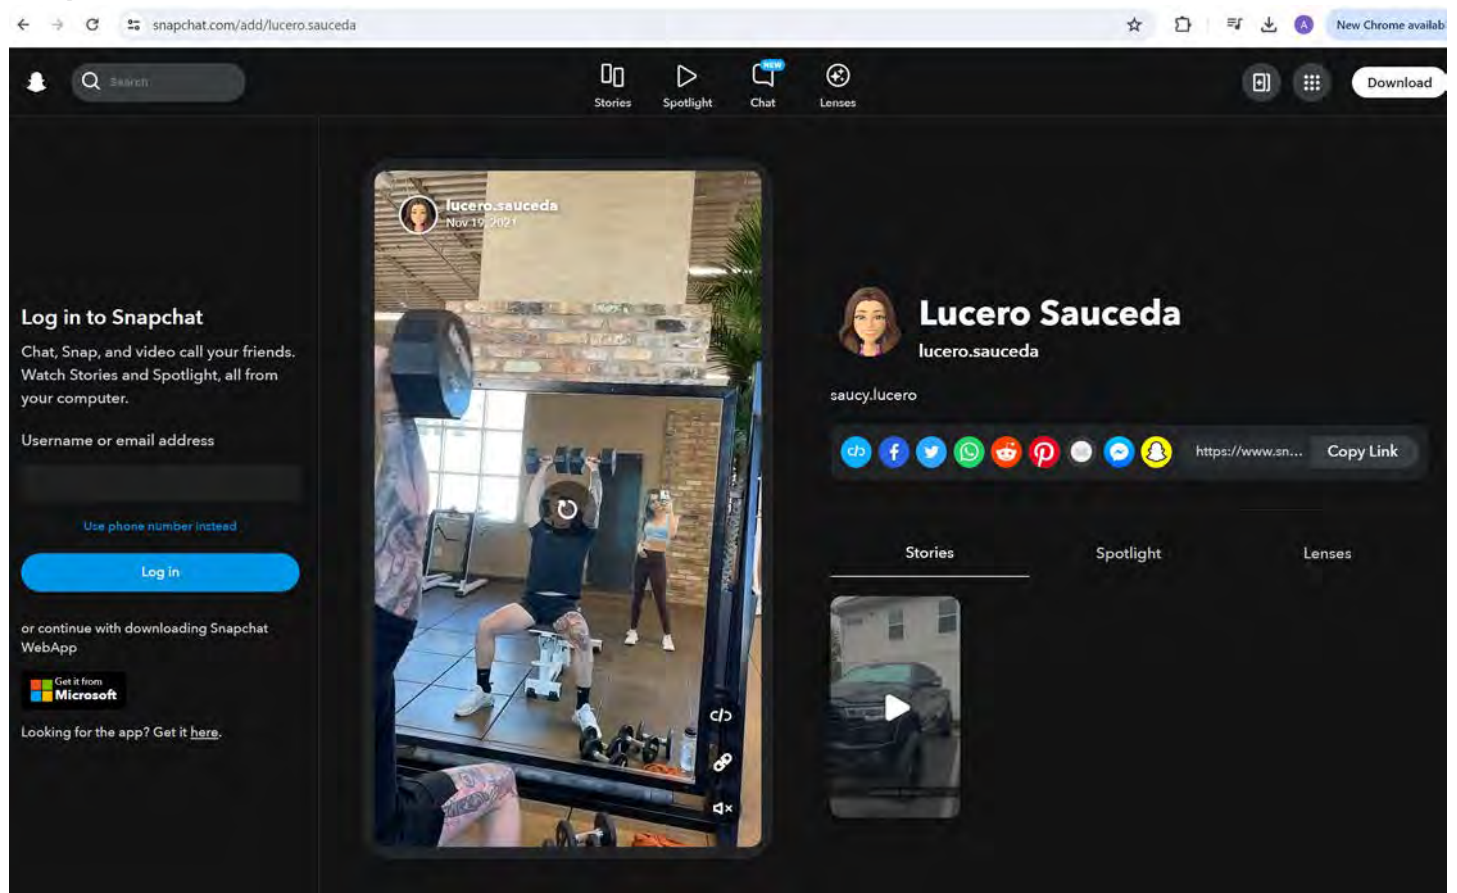 snapchat.com/add/lucero.sauceda
New Chrome availab
Search
Stories
Spotlight
NEW
Chat
Lenses
Download
Log in to Snapchat
Chat, Snap, and video call your friends.
Watch Stories and Spotlight, all from
your computer.
Username or email address
Use phone number instead
Log in
or continue with downloading Snapchat
WebApp
Get it from
Microsoft
Looking for the app? Get it here.
lucero.sauceda
Nov 19, 2021
Lucero Sauceda
lucero.sauceda
saucy.lucero
https://www.sn...
Copy Link
Stories
Spotlight
Lenses